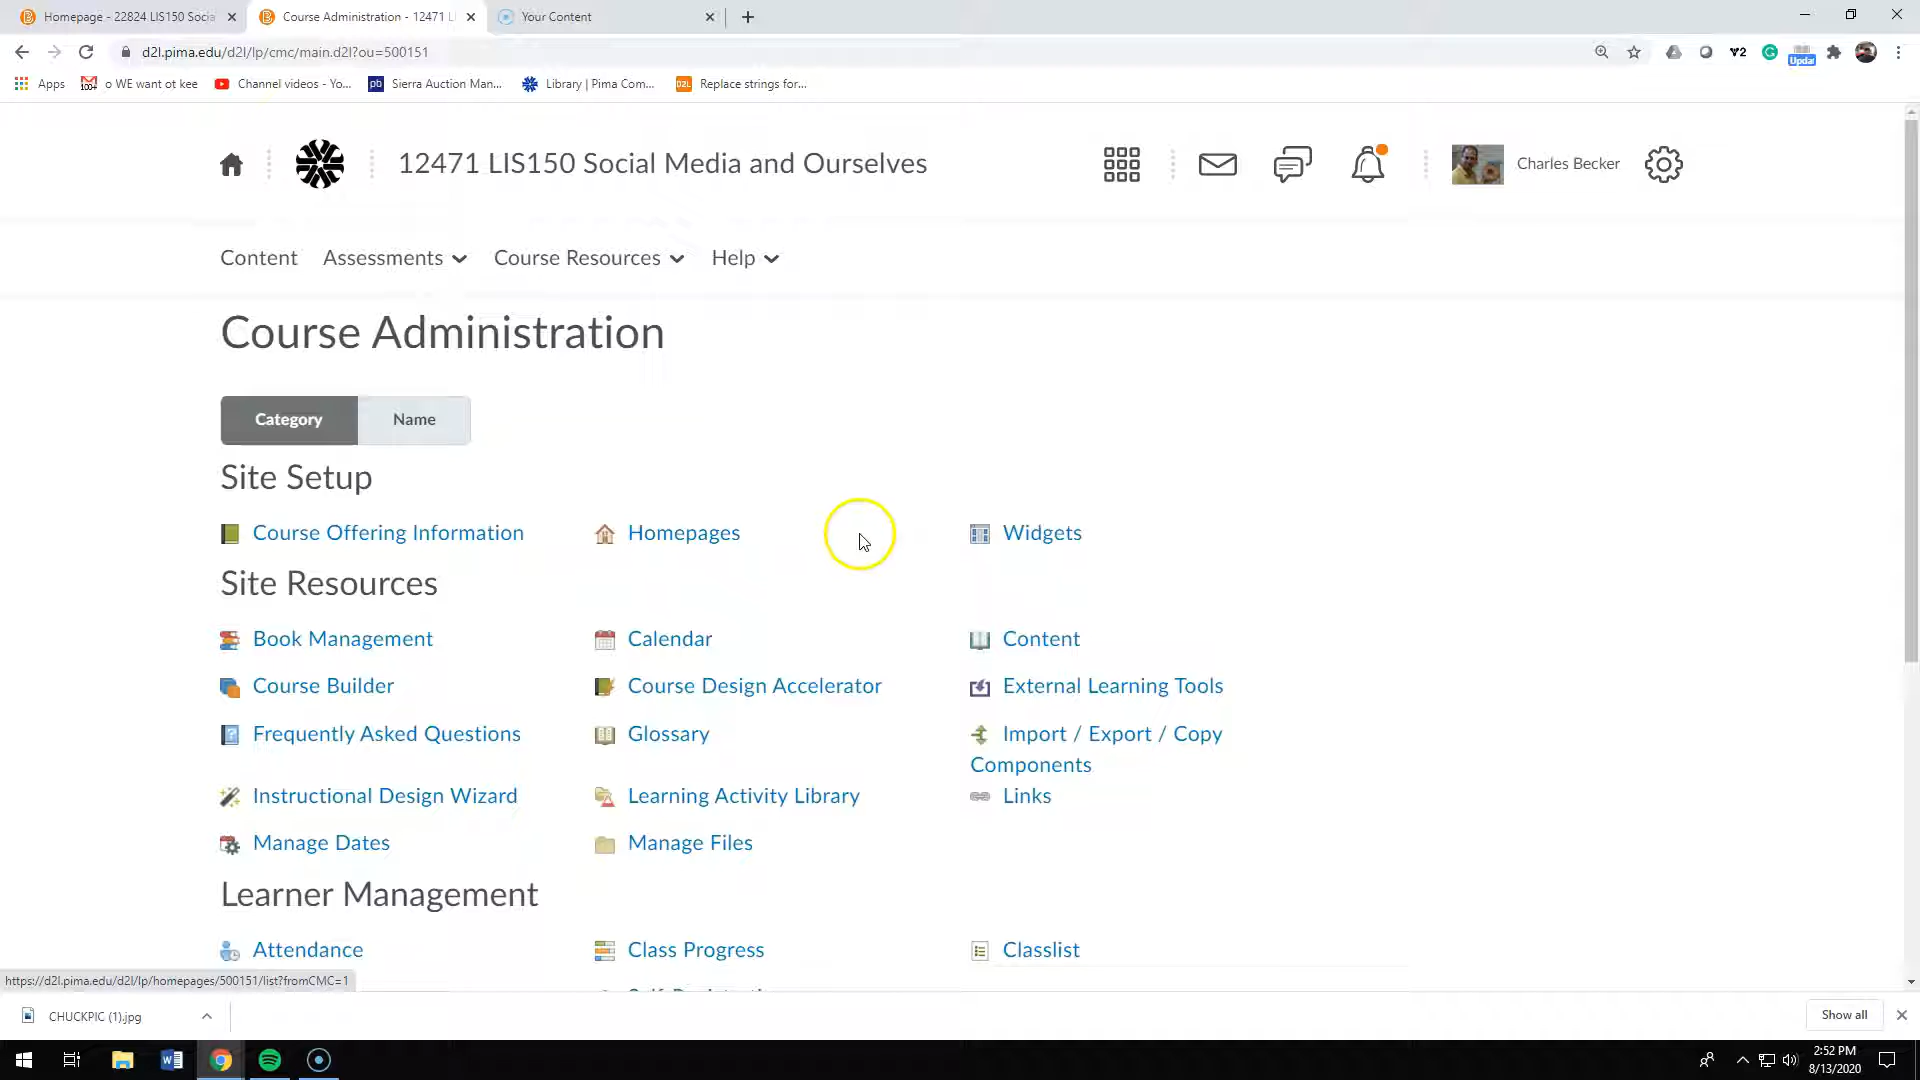 Homepage - 22824 LIS150 Socia
Course Administration - 12471 L
Your Content
d2l.pima.edu/d2l/lp/cmc/main.d2l?ou=500151
Apps
o WE want ot kee
Channel videos - Yo...
pb
Sierra Auction Man...
Library | Pima Com...
D2L
Replace strings for...
Updat
12471 LIS150 Social Media and Ourselves
Charles Becker
Content
Assessments
Course Resources
Help
Course Administration
Category
Name
Site Setup
Course Offering Information
Homepages
Widgets
Site Resources
Book Management
Calendar
Content
Course Builder
Course Design Accelerator
External Learning Tools
Frequently Asked Questions
Glossary
Import / Export / Copy
Components
Instructional Design Wizard
Learning Activity Library
Links
Manage Dates
Manage Files
Learner Management
Attendance
Class Progress
Classlist
https://d2l.pima.edu/d2l/lp/homepages/500151/list?fromCMC=1
CHUCKPIC (1).jpg
Show all
2:52 PM
8/13/2020